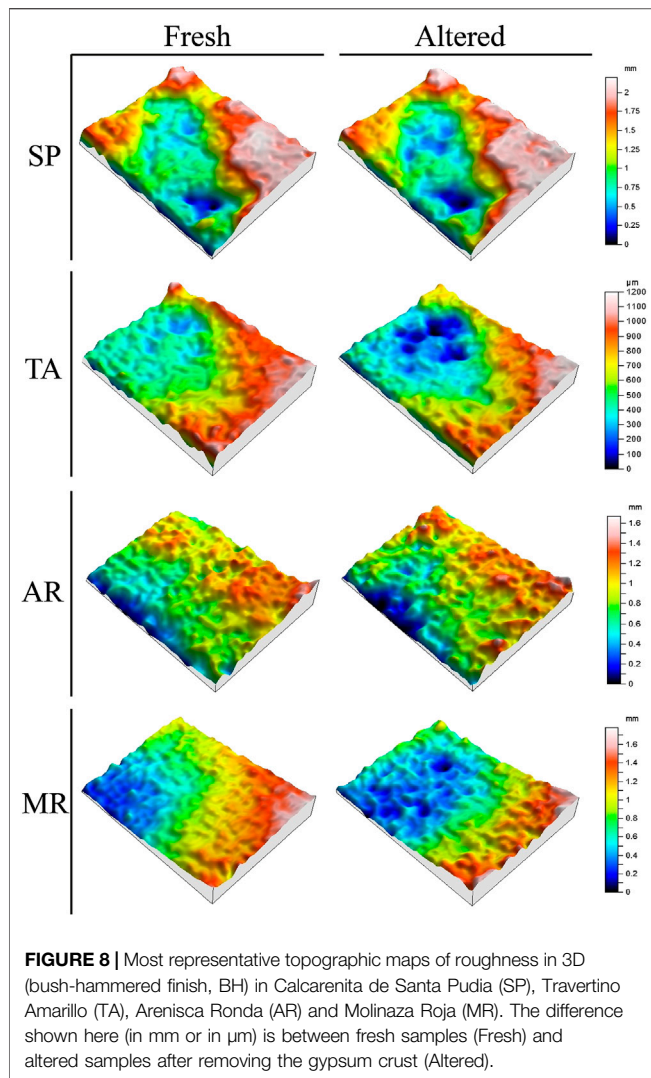 Fresh
Altered
SP
mm
2
1.75
1.5
1.25
1
0.75
0.5
0.25
0
TA
µm
1200
1100
1000
900
800
700
600
500
400
300
200
100
0
AR
mm
1.6
1.4
1.2
1
0.8
0.6
0.4
0.2
0
MR
mm
1.6
1.4
1.2
1
0.8
0.6
0.4
0.2
0
FIGURE 8 | Most representative topographic maps of roughness in 3D
(bush-hammered finish, BH) in Calcarenita de Santa Pudia (SP), Travertino
Amarillo (TA), Arenisca Ronda (AR) and Molinaza Roja (MR). The difference
shown here (in mm or in µm) is between fresh samples (Fresh) and
altered samples after removing the gypsum crust (Altered).